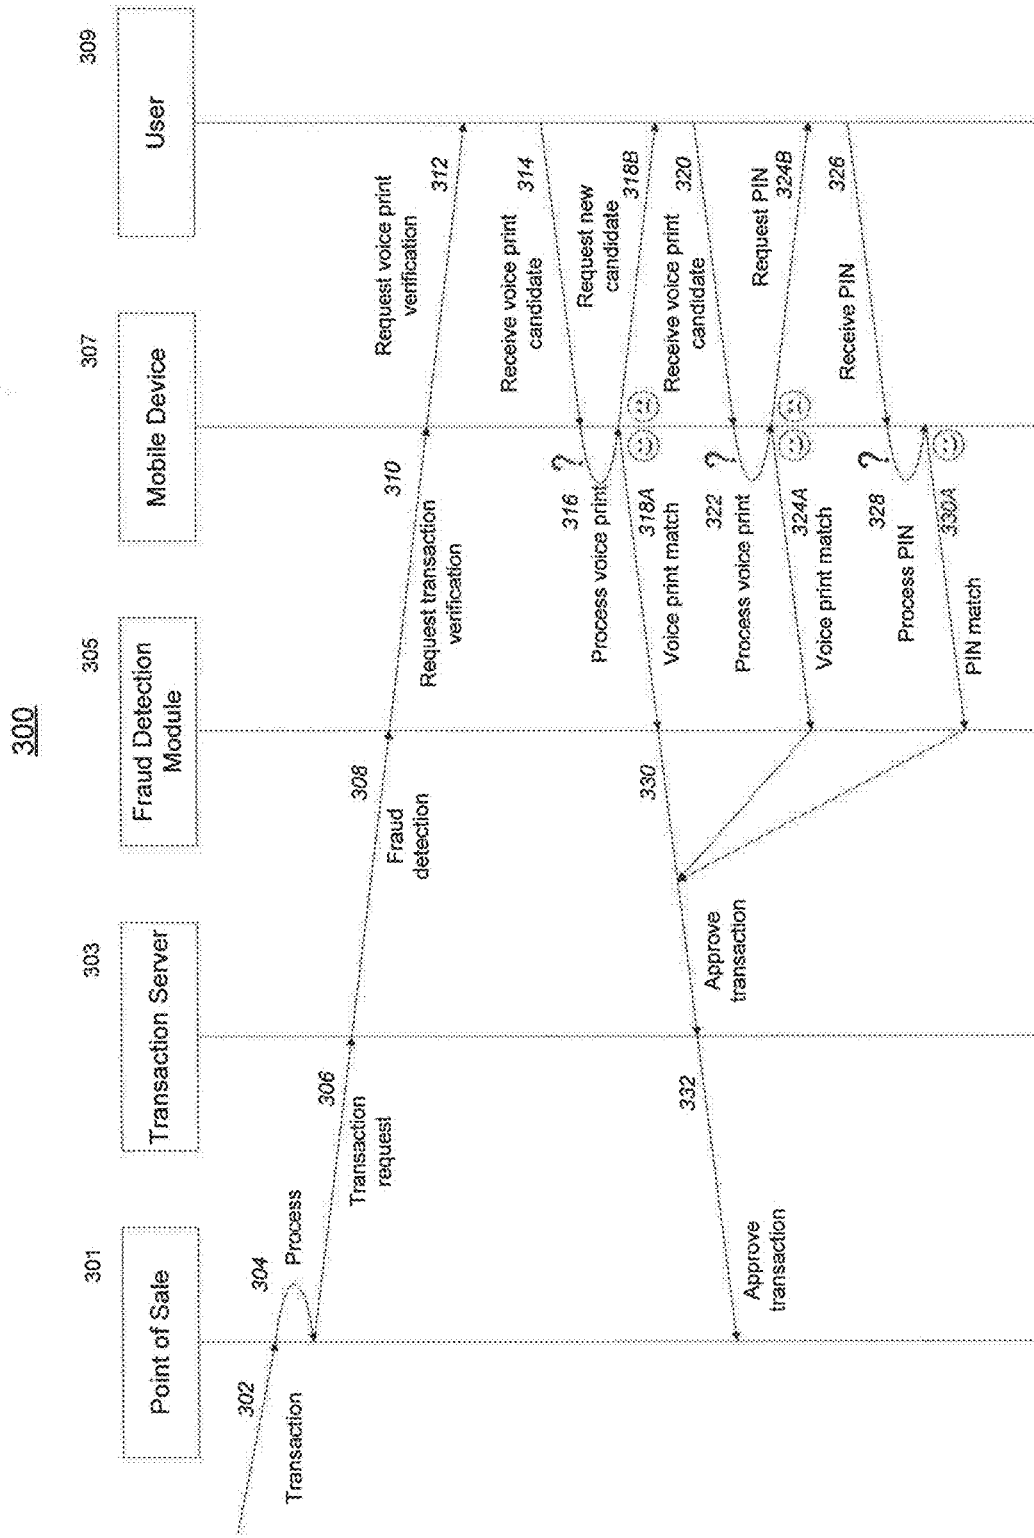 300
301
303
305
307
309
Point of Sale
Transaction Server
Fraud Detection
Module
Mobile Device
User
302
Transaction
304
Process
306
Transaction
request
308
Fraud
detection
310
Request transaction
verification
312
Request voice print
verification
314
Receive voice print
candidate
316
?
Process voice print
318A
Voice print match
318B
Request new
candidate
320
Receive voice print
candidate
322
?
Process voice print
324A
Voice print match
324B
Request PIN
326
Receive PIN
328
?
Process PIN
330A
PIN match
330
Approve
transaction
332
Approve
transaction